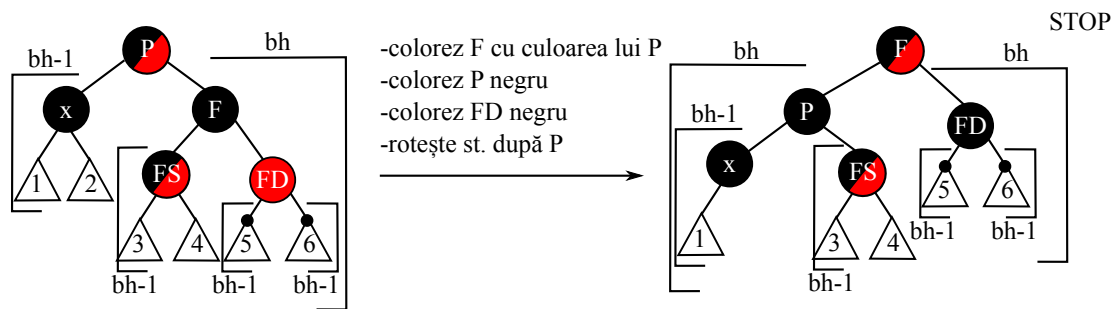 STOP
bh-1
P
bh
x
F
FS
FD
1
2
3
4
5
6
bh-1
bh-1
bh-1
-colorez F cu culoarea lui P
-colorez P negru
-colorez FD negru
-rotește st. după P
bh
F
bh
bh-1
P
FD
x
FS
5
6
1
3
4
bh-1
bh-1
bh-1